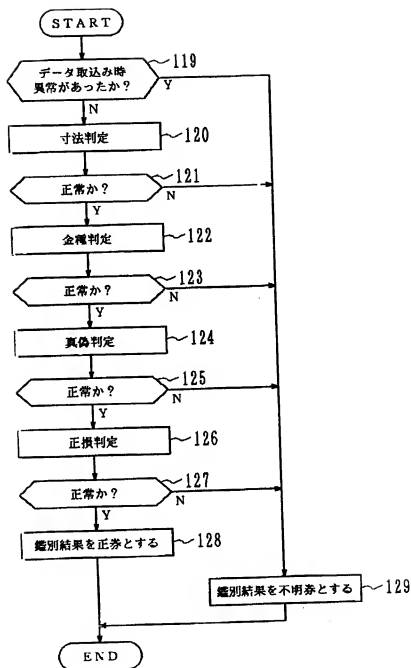 START
データ取込み時
異常があったか?
119
Y
N
寸法判定
120
正常か?
121
N
Y
金種判定
122
正常か?
123
N
Y
真偽判定
124
正常か?
125
N
Y
正損判定
126
正常か?
127
N
Y
鑑別結果を正券とする
128
鑑別結果を不明券とする
129
END